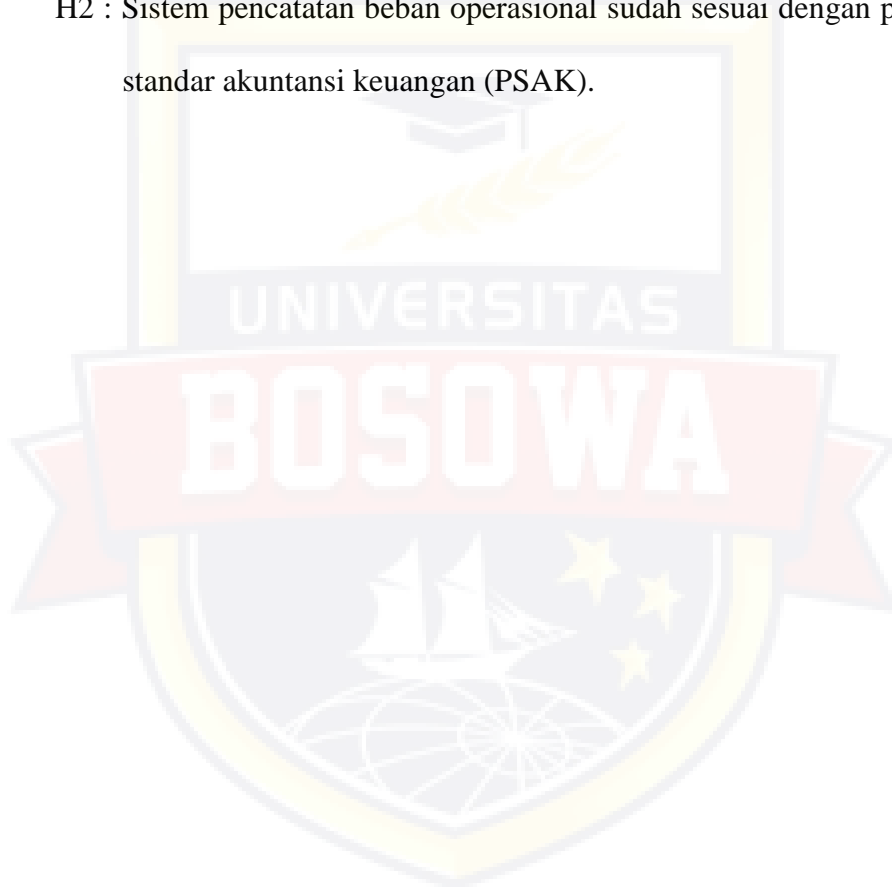 H2 : Sistem pencatatan beban operasional sudah sesuai dengan
standar akuntansi keuangan (PSAK).
UNIVERSITAS
BOSOWA